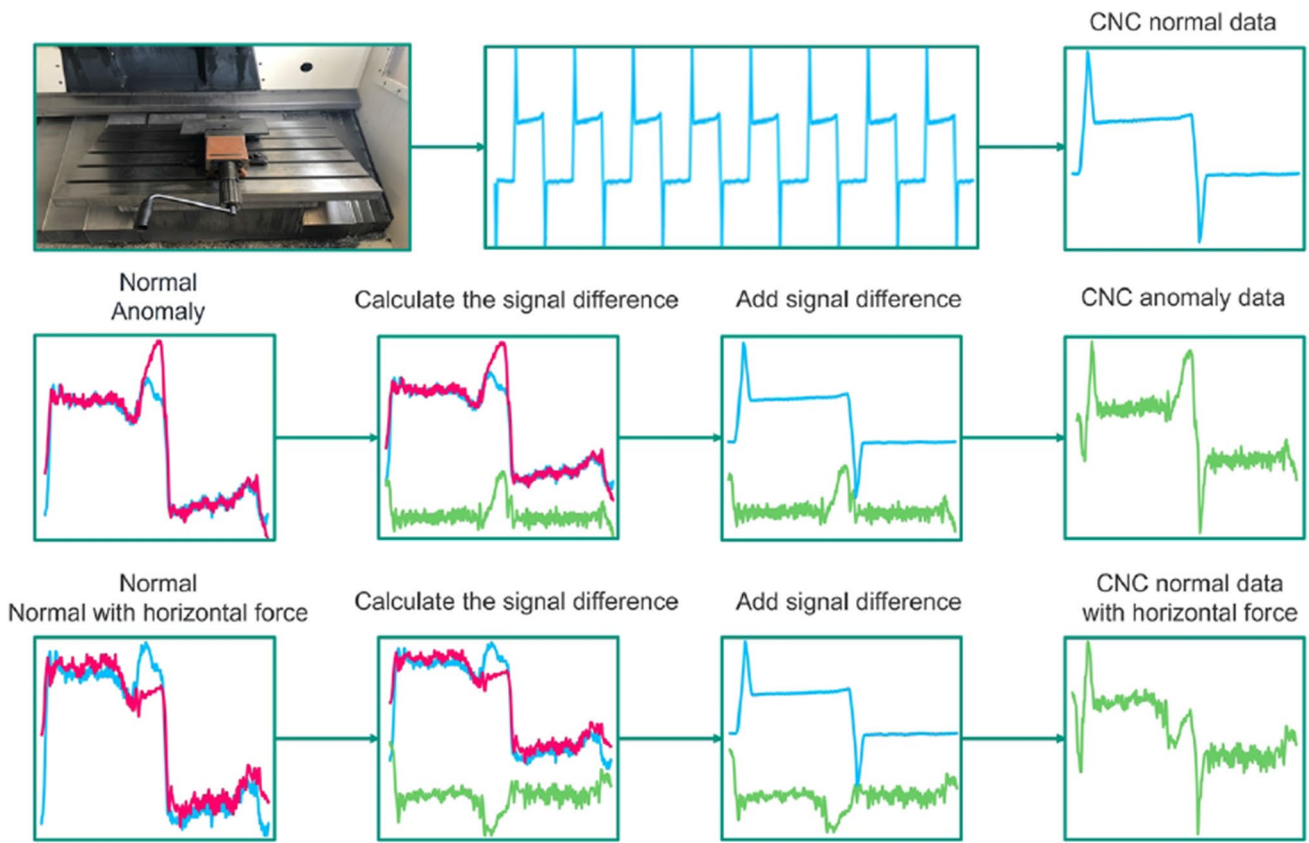 CNC normal data
Normal
Anomaly
Calculate the signal difference
Add signal difference
CNC anomaly data
Normal
Normal with horizontal force
Calculate the signal difference
Add signal difference
CNC normal data
with horizontal force